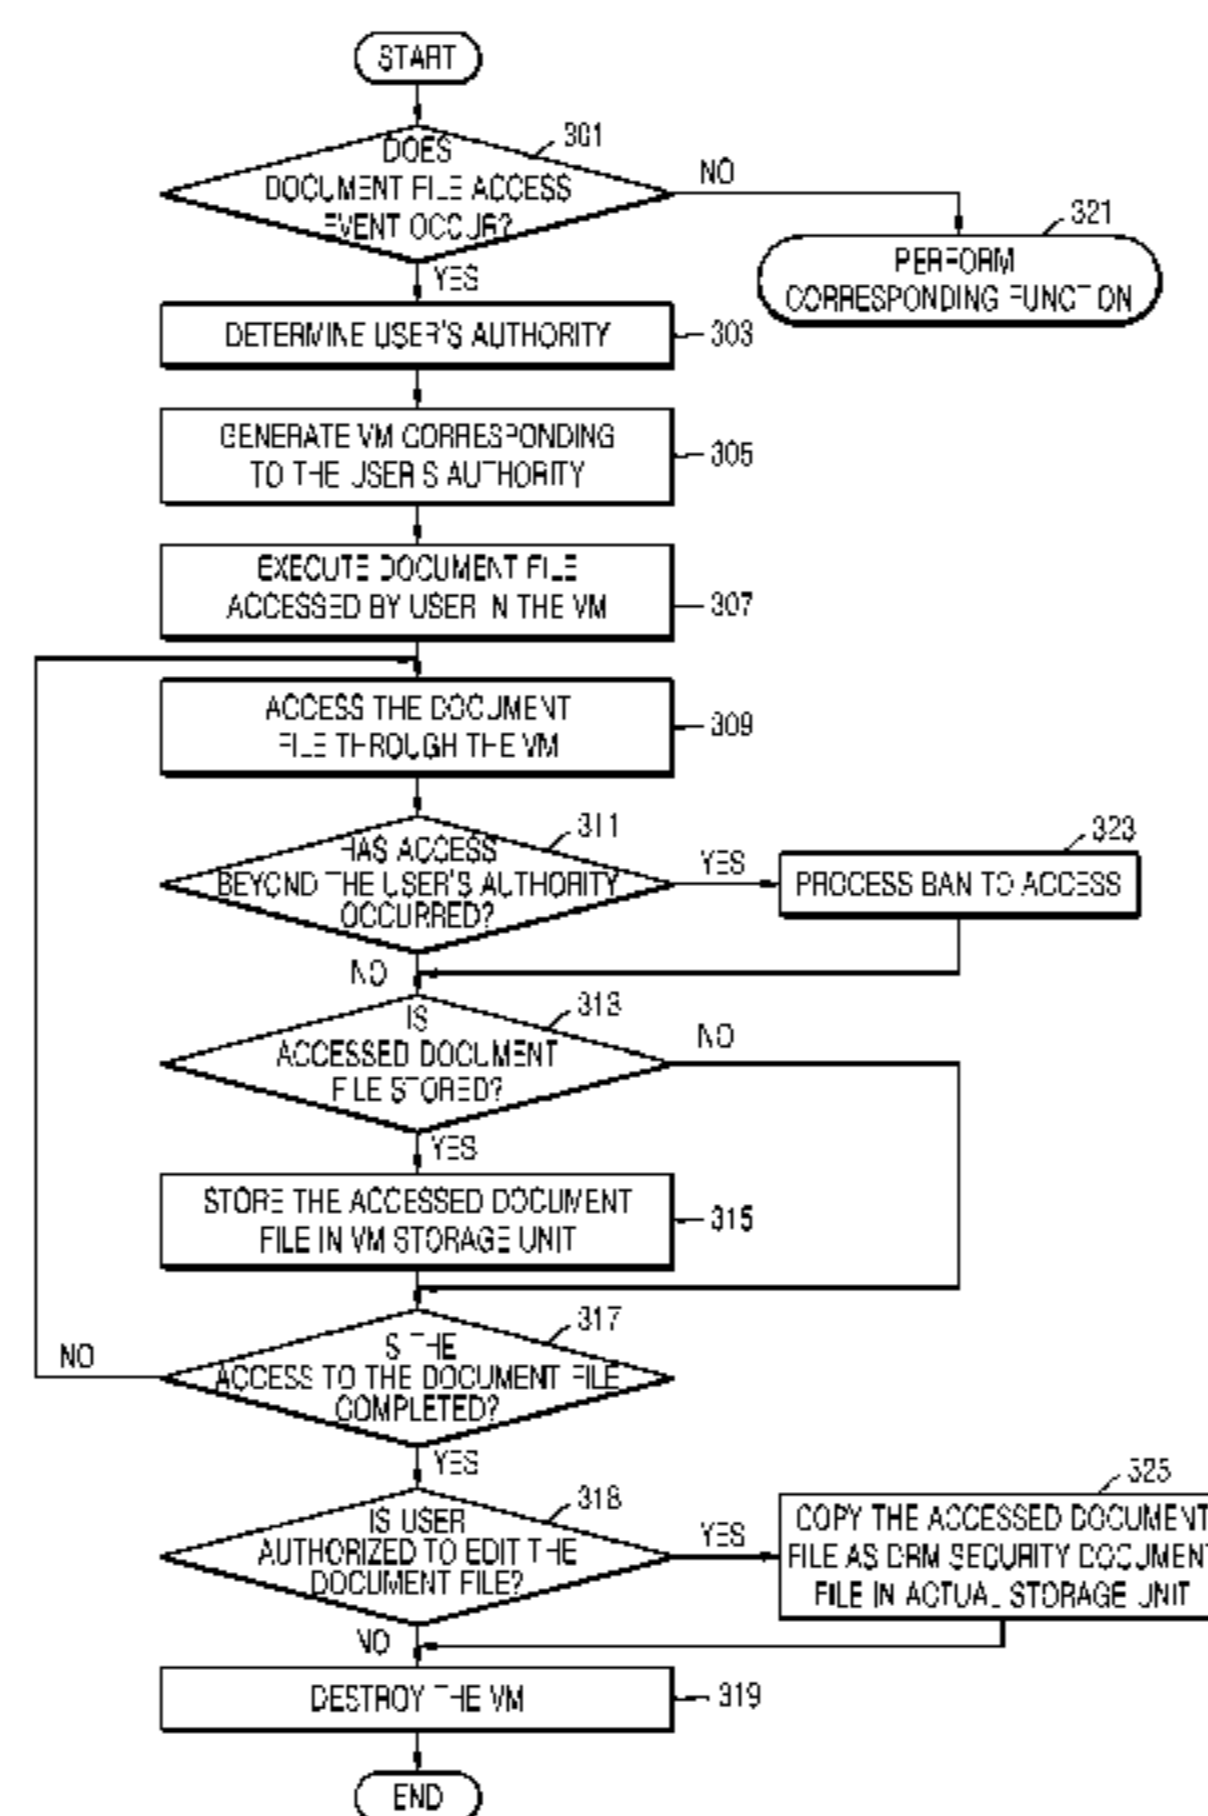 START
301
DOES
DOCUMENT FILE ACCESS
EVENT OCCUR?
NO
YES
321
PERFORM
CORRESPONDING FUNCTION
DETERMINE USER'S AUTHORITY
303
GENERATE VM CORRESPONDING
TO THE USER'S AUTHORITY
305
EXECUTE DOCUMENT FILE
ACCESSED BY USER IN THE VM
307
ACCESS THE DOCUMENT
FILE THROUGH THE VM
309
311
HAS ACCESS
BEYOND THE USER'S AUTHORITY
OCCURRED?
YES
323
PROCESS BAN TO ACCESS
NO
313
IS
ACCESSED DOCUMENT
FILE STORED?
NO
YES
STORE THE ACCESSED DOCUMENT
FILE IN VM STORAGE UNIT
315
317
IS THE
ACCESS TO THE DOCUMENT FILE
COMPLETED?
NO
YES
318
IS USER
AUTHORIZED TO EDIT THE
DOCUMENT FILE?
YES
325
COPY THE ACCESSED DOCUMENT
FILE AS DRM SECURITY DOCUMENT
FILE IN ACTUAL STORAGE UNIT
NO
DESTROY THE VM
319
END